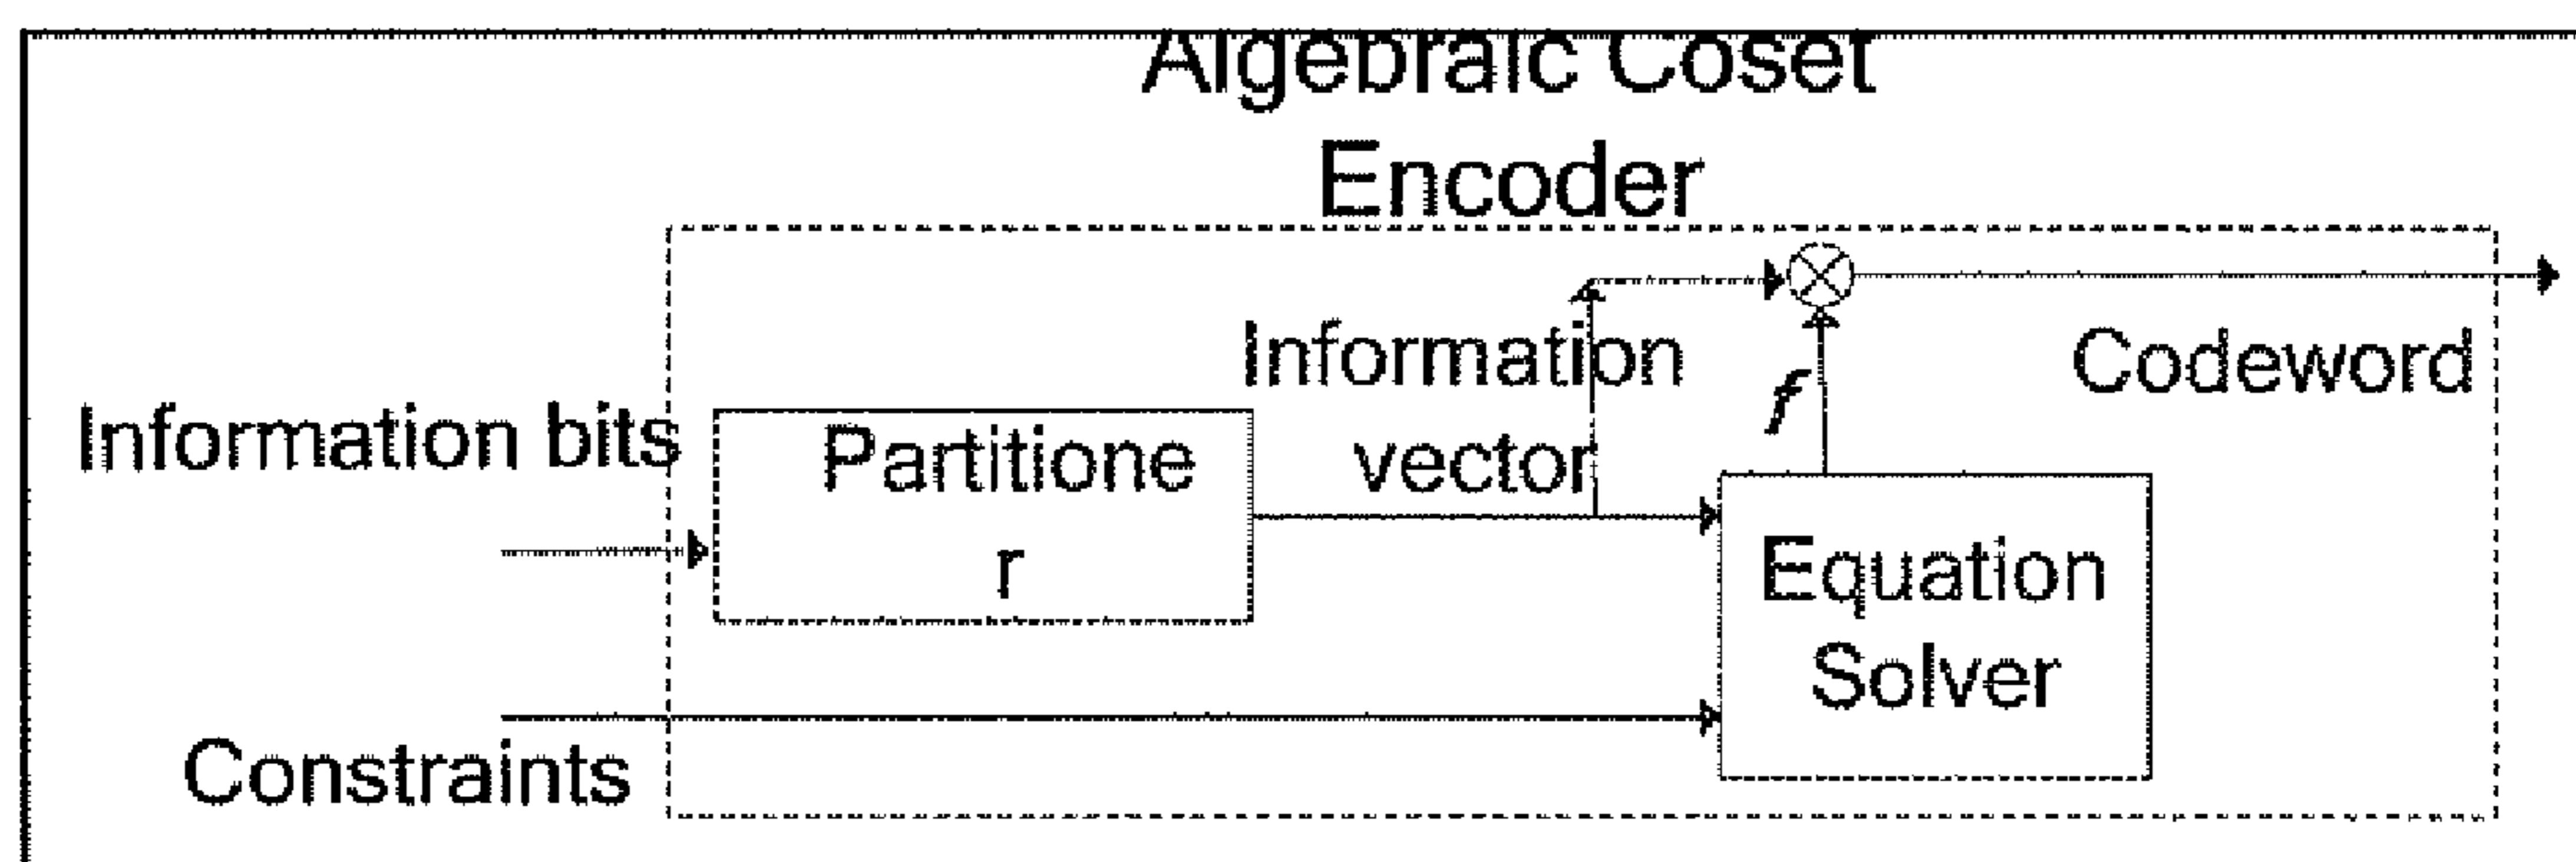 Algebraic Coset
Encoder
Information bits
Partitione
r
Information
vector
f
Codeword
Equation
Solver
Constraints